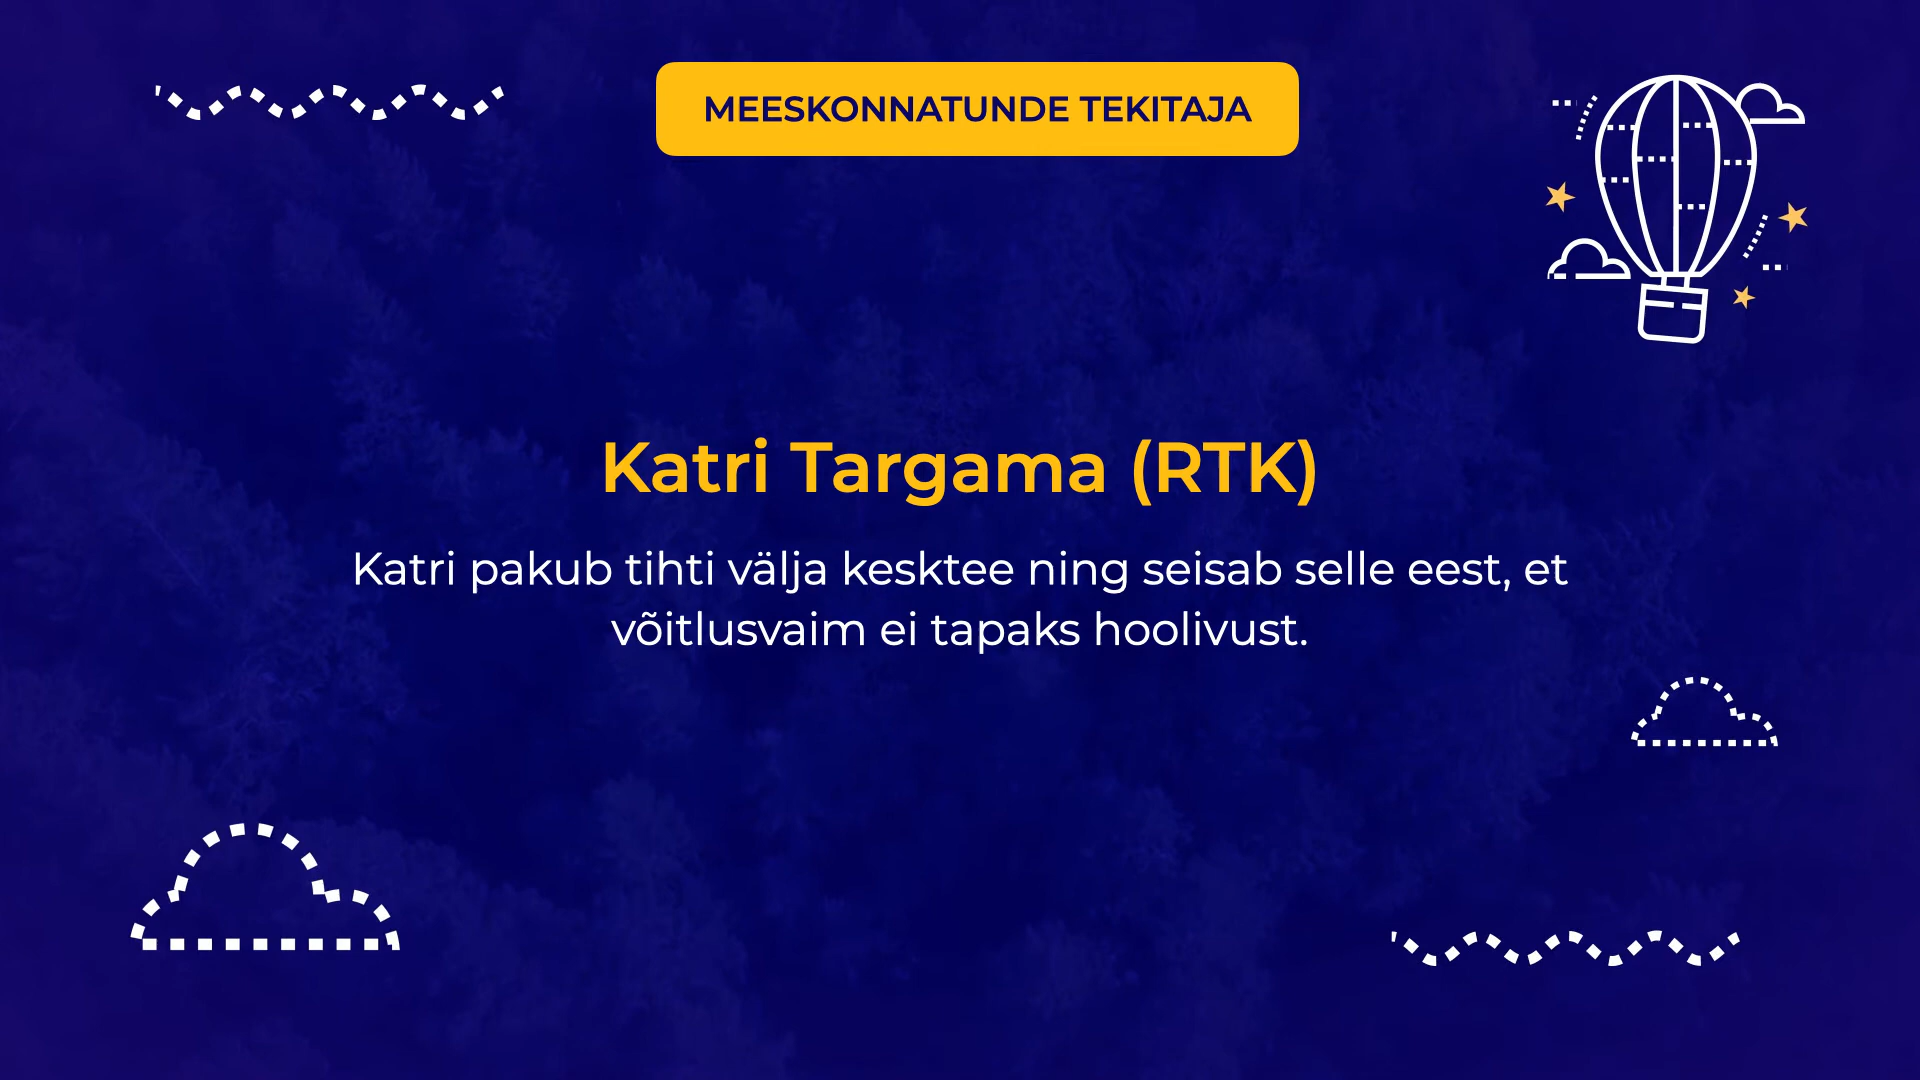 MEESKONNATUNDE TEKITAJA
Katri Targama (RTK)
Katri pakub tihti välja kesktee ning seisab selle eest, et
võitlusvaim ei tapaks hoolivust.